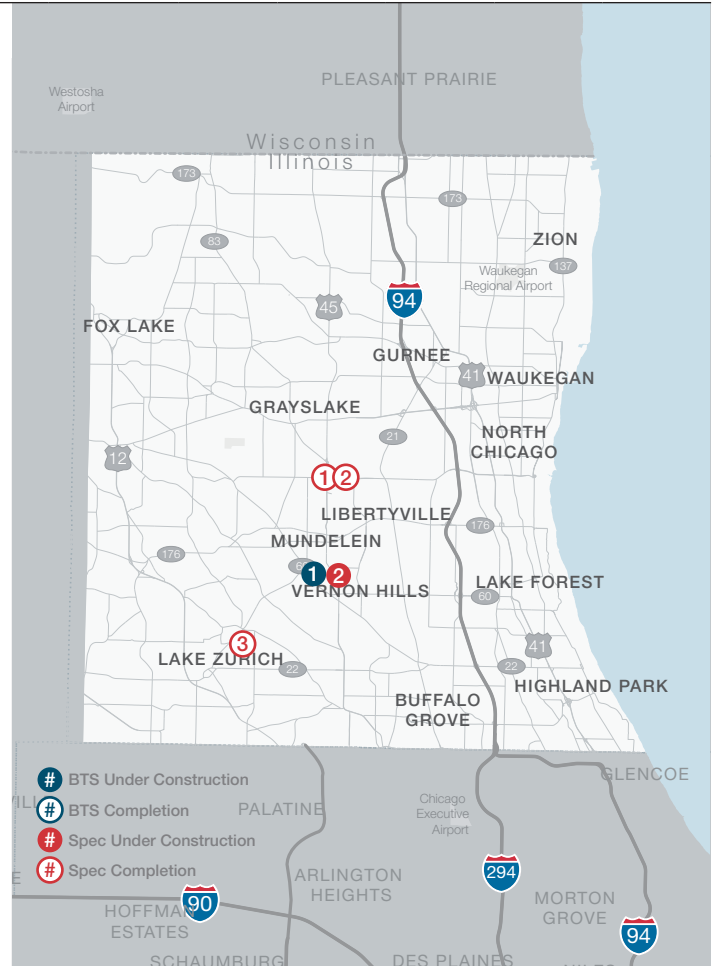 PLEASANT PRAIRIE
Westosha
Airport
Wisconsin
Illinois
173
173
83
ZION
Waukegan
Regional Airport
137
94
45
FOX LAKE
GURNEE
41
WAUKEGAN
GRAYSLAKE
21
NORTH
CHICAGO
12
1
2
LIBERTYVILLE
176
MUNDELEIN
176
1
2
VERNON HILLS
LAKE FOREST
60
3
LAKE ZURICH
22
41
22
HIGHLAND PARK
BUFFALO
GROVE
GLENCOE
# BTS Under Construction
# BTS Completion
# Spec Under Construction
# Spec Completion
PALATINE
Chicago
Executive
Airport
ARLINGTON
HEIGHTS
294
90
HOFFMAN
ESTATES
MORTON
GROVE
94
SCHAUMBURG
DES PLAINES